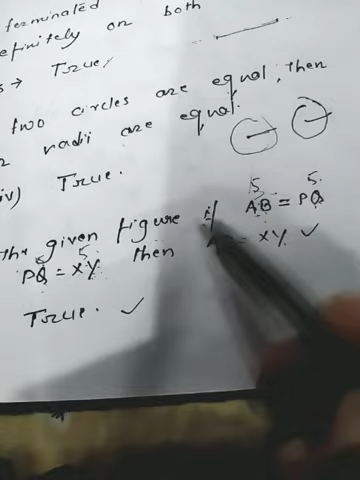 terminated
definitely on both
→ True.
two circles are equal, then
radii are equal.
iv) True.
5 5
The given figure if AB = PQ
5
PQ = XY then = XY ✓
True. ✓